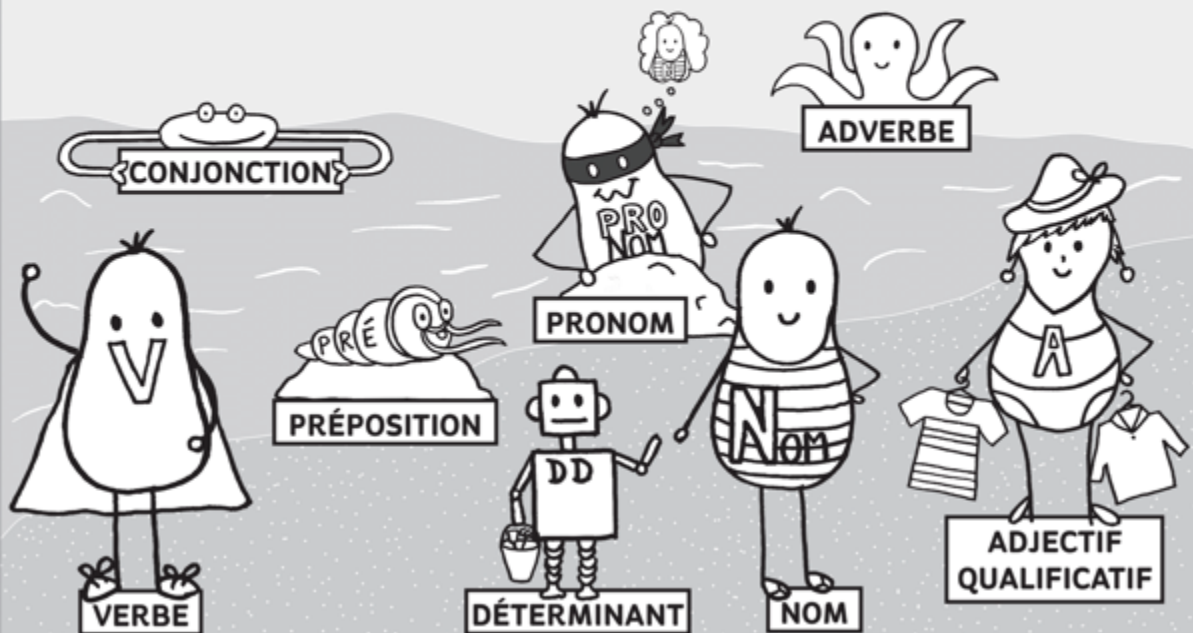 ADVERBE
CONJONCTION
PRO
NOM
PRONOM
V
PRÉ
PRÉPOSITION
A
DD
NOM
ADJECTIF
QUALIFICATIF
VERBE
DÉTERMINANT
NOM